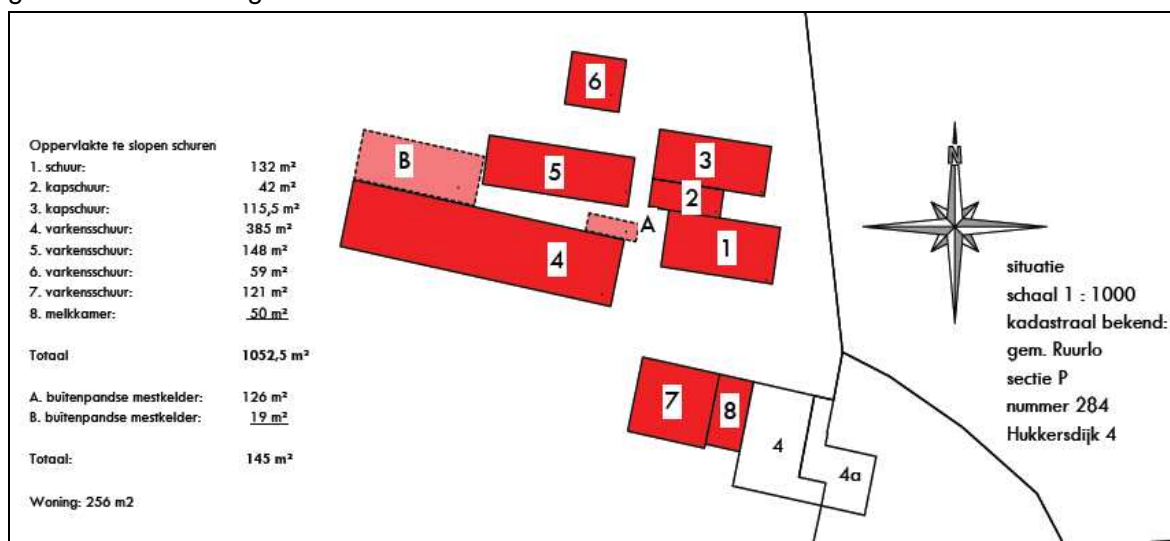 Oppervlakte te slopen schuren
1. schuur: 132 m²
2. kapschuur: 42 m²
3. kapschuur: 115,5 m²
4. varkensschuur: 385 m²
5. varkensschuur: 148 m²
6. varkensschuur: 59 m²
7. varkensschuur: 121 m²
8. melkkamer: 50 m²
Totaal 1052,5 m²
A. buitenpandse mestkelder: 126 m²
B. buitenpandse mestkelder: 19 m²
Totaal: 145 m²
Woning: 256 m2
6
B
5
3
2
A
4
1
7
8
4
4a
N
situatie
schaal 1 : 1000
kadastraal bekend:
gem. Ruurlo
sectie P
nummer 284
Hukkersdijk 4